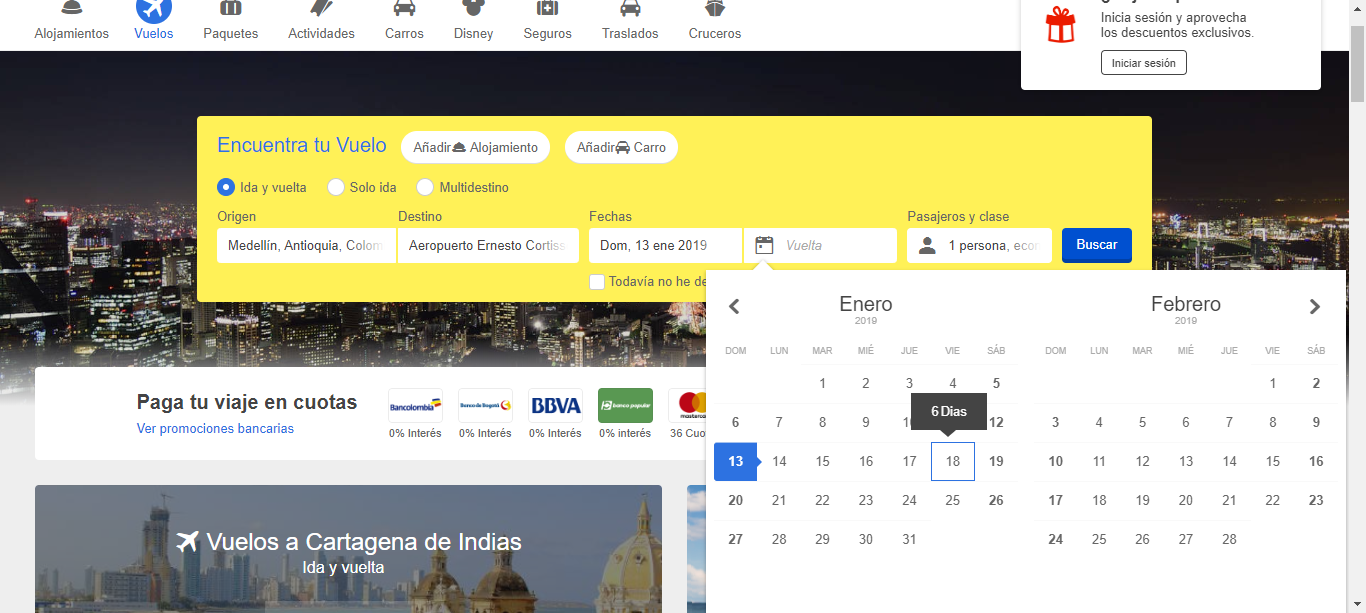 Alojamientos Vuelos Paquetes Actividades Carros Disney Seguros Traslados Cruceros
Inicia sesión y aprovecha
los descuentos exclusivos.
Iniciar sesión
Encuentra tu Vuelo Añadir Alojamiento Añadir Carro
Ida y vuelta Solo ida Multidestino
Origen Destino Fechas Pasajeros y clase
Medellín, Antioquia, Colom Aeropuerto Ernesto Cortiss Dom, 13 ene 2019 Vuelta 1 persona, econ Buscar
Todavía no he de
Enero Febrero
2019 2019
DOM LUN MAR MIÉ JUE VIE SÁB DOM LUN MAR MIÉ JUE VIE SÁB
1 2 3 4 5 1 2
6 Dias
6 7 8 9 12 3 4 5 6 7 8 9
13 14 15 16 17 18 19 10 11 12 13 14 15 16
20 21 22 23 24 25 26 17 18 19 20 21 22 23
27 28 29 30 31 24 25 26 27 28
Paga tu viaje en cuotas
Ver promociones bancarias
Bancolombia Banco de Bogotá BBVA banco popular
0% Interés 0% Interés 0% Interés 0% interés 36 Cuo
Vuelos a Cartagena de Indias
Ida y vuelta